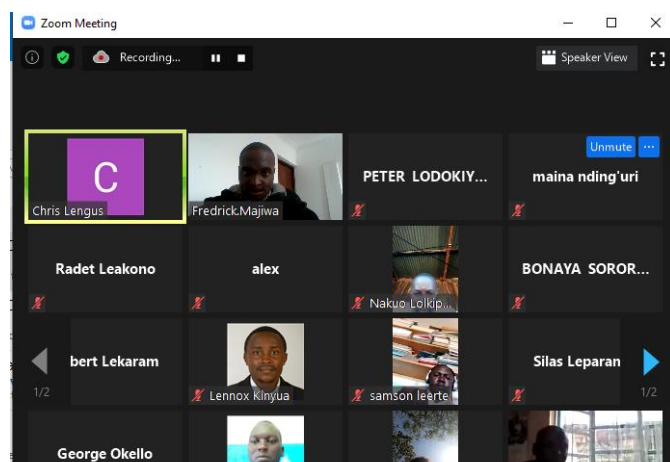 Zoom Meeting
Recording...
Speaker View
C
Chris Lengus
Fredrick.Majiwa
PETER LODOKIY...
Unmute
maina nding'uri
Radet Leakono
alex
Nakuo Lolkip...
BONAYA SOROR...
bert Lekaram
1/2
Lennox Kinyua
samson leerte
Silas Leparan
1/2
George Okello